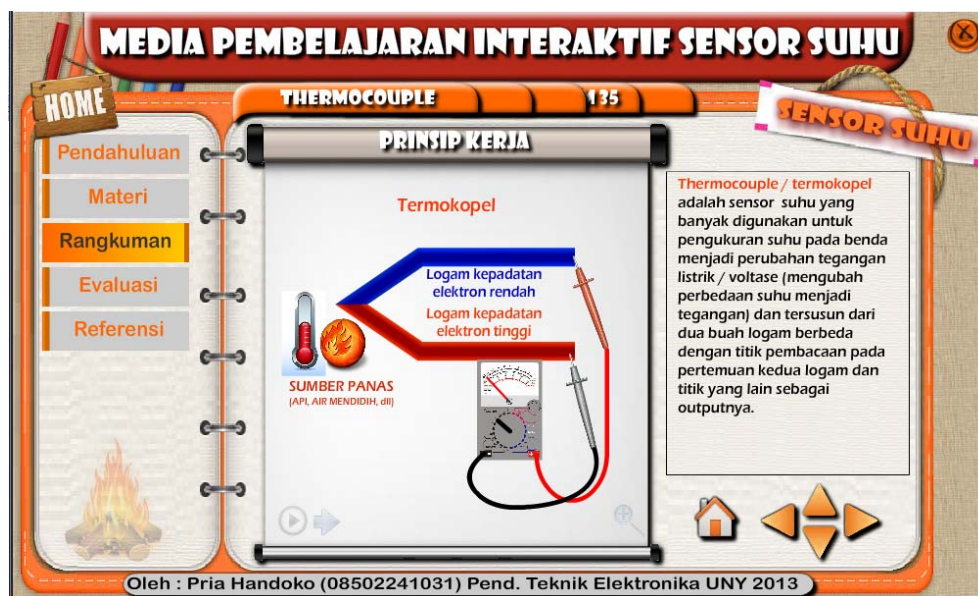 MEDIA PEMBELAJARAN INTERAKTIF SENSOR SUHU
HOME
THERMOCOUPLE
135
SENSOR SUHU
PRINSIP KERJA
Pendahuluan
Materi
Rangkuman
Evaluasi
Referensi
Termokopel
Logam kepadatan
elektron rendah
Logam kepadatan
elektron tinggi
SUMBER PANAS
(API, AIR MENDIDIH, dll)
Thermocouple / termokopel
adalah sensor suhu yang
banyak digunakan untuk
pengukuran suhu pada benda
menjadi perubahan tegangan
listrik / voltase (mengubah
perbedaan suhu menjadi
tegangan) dan tersusun dari
dua buah logam berbeda
dengan titik pembacaan pada
pertemuan kedua logam dan
titik yang lain sebagai
outputnya.
Oleh : Pria Handoko (08502241031) Pend. Teknik Elektronika UNY 2013